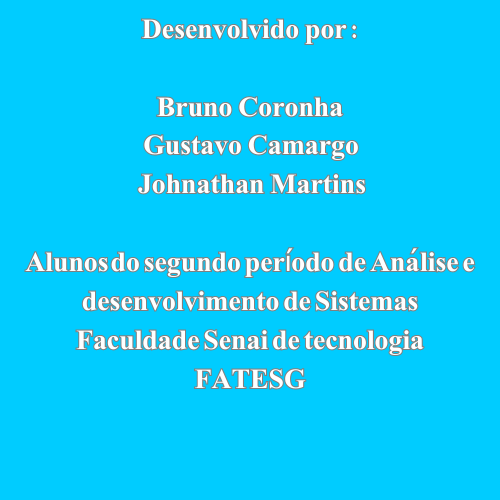 Desenvolvido por :
Bruno Coronha
Gustavo Camargo
Johnathan Martins
Alunos do segundo período de Análise e
desenvolvimento de Sistemas
Faculdade Senai de tecnologia
FATESG